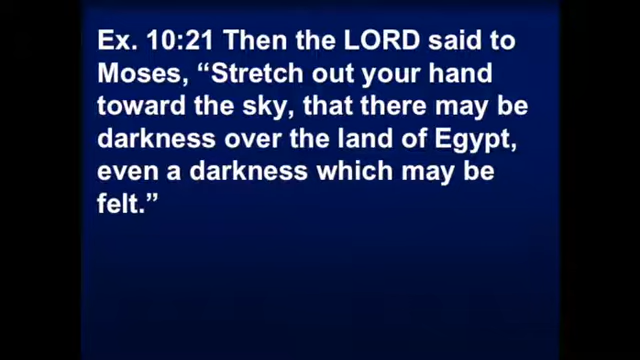 Ex. 10:21 Then the LORD said to
Moses, “Stretch out your hand
toward the sky, that there may be
darkness over the land of Egypt,
even a darkness which may be
felt.”